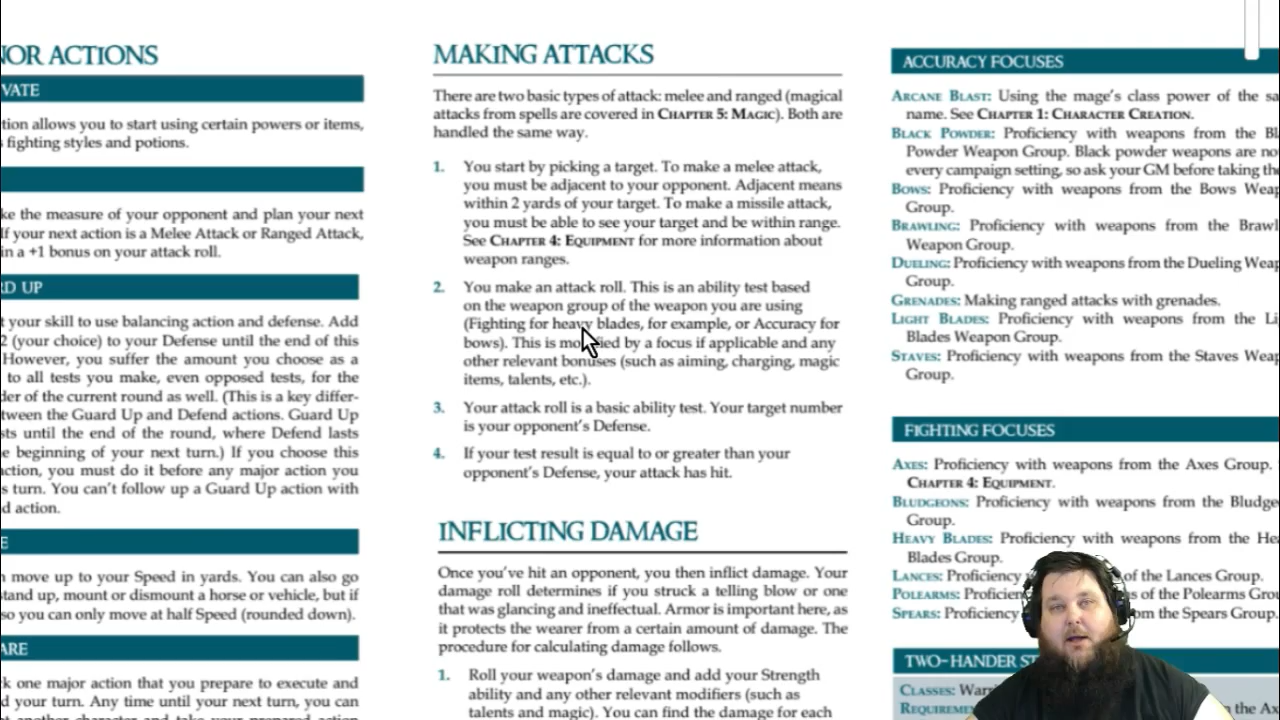 NOR ACTIONS
VATE
tion allows you to start using certain powers or items,
s fighting styles and potions.
ke the measure of your opponent and plan your next
If your next action is a Melee Attack or Ranged Attack,
in a +1 bonus on your attack roll.
RD UP
t your skill to use balancing action and defense. Add
2 (your choice) to your Defense until the end of this
However, you suffer the amount you choose as a
to all tests you make, even opposed tests, for the
der of the current round as well. (This is a key differ-
tween the Guard Up and Defend actions. Guard Up
sts until the end of the round, where Defend lasts
e beginning of your next turn.) If you choose this
action, you must do it before any major action you
s turn. You can't follow up a Guard Up action with
d action.
E
n move up to your Speed in yards. You can also go
stand up, mount or dismount a horse or vehicle, but if
so you can only move at half Speed (rounded down).
ARE
k one major action that you prepare to execute and
d your turn. Any time until your next turn, you can
t another character and take your prepared action
MAKING ATTACKS
There are two basic types of attack: melee and ranged (magical
attacks from spells are covered in Chapter 5: Magic). Both are
handled the same way.
1. You start by picking a target. To make a melee attack,
you must be adjacent to your opponent. Adjacent means
within 2 yards of your target. To make a missile attack,
you must be able to see your target and be within range.
See Chapter 4: Equipment for more information about
weapon ranges.
2. You make an attack roll. This is an ability test based
on the weapon group of the weapon you are using
(Fighting for heavy blades, for example, or Accuracy for
bows). This is modified by a focus if applicable and any
other relevant bonuses (such as aiming, charging, magic
items, talents, etc.).
3. Your attack roll is a basic ability test. Your target number
is your opponent's Defense.
4. If your test result is equal to or greater than your
opponent's Defense, your attack has hit.
INFLICTING DAMAGE
Once you've hit an opponent, you then inflict damage. Your
damage roll determines if you struck a telling blow or one
that was glancing and ineffectual. Armor is important here, as
it protects the wearer from a certain amount of damage. The
procedure for calculating damage follows.
1. Roll your weapon's damage and add your Strength
ability and any other relevant modifiers (such as
talents and magic). You can find the damage for each
ACCURACY FOCUSES
Arcane Blast: Using the mage's class power of the sa
name. See Chapter 1: Character Creation.
Black Powder: Proficiency with weapons from the Bl
Powder Weapon Group. Black powder weapons are no
every campaign setting, so ask your GM before taking th
Bows: Proficiency with weapons from the Bows Weap
Group.
Brawling: Proficiency with weapons from the Brawl
Weapon Group.
Dueling: Proficiency with weapons from the Dueling Weap
Group.
Grenades: Making ranged attacks with grenades.
Light Blades: Proficiency with weapons from the Li
Blades Weapon Group.
Staves: Proficiency with weapons from the Staves Weap
Group.
FIGHTING FOCUSES
Axes: Proficiency with weapons from the Axes Group.
Chapter 4: Equipment.
Bludgeons: Proficiency with weapons from the Bludge
Group.
Heavy Blades: Proficiency with weapons from the Hea
Blades Group.
Lances: Proficiency of the Lances Group.
Polearms: Proficien s of the Polearms Grou
Spears: Proficiency om the Spears Group.
TWO-HANDER ST
Classes: Warr
Requireme n the Ax